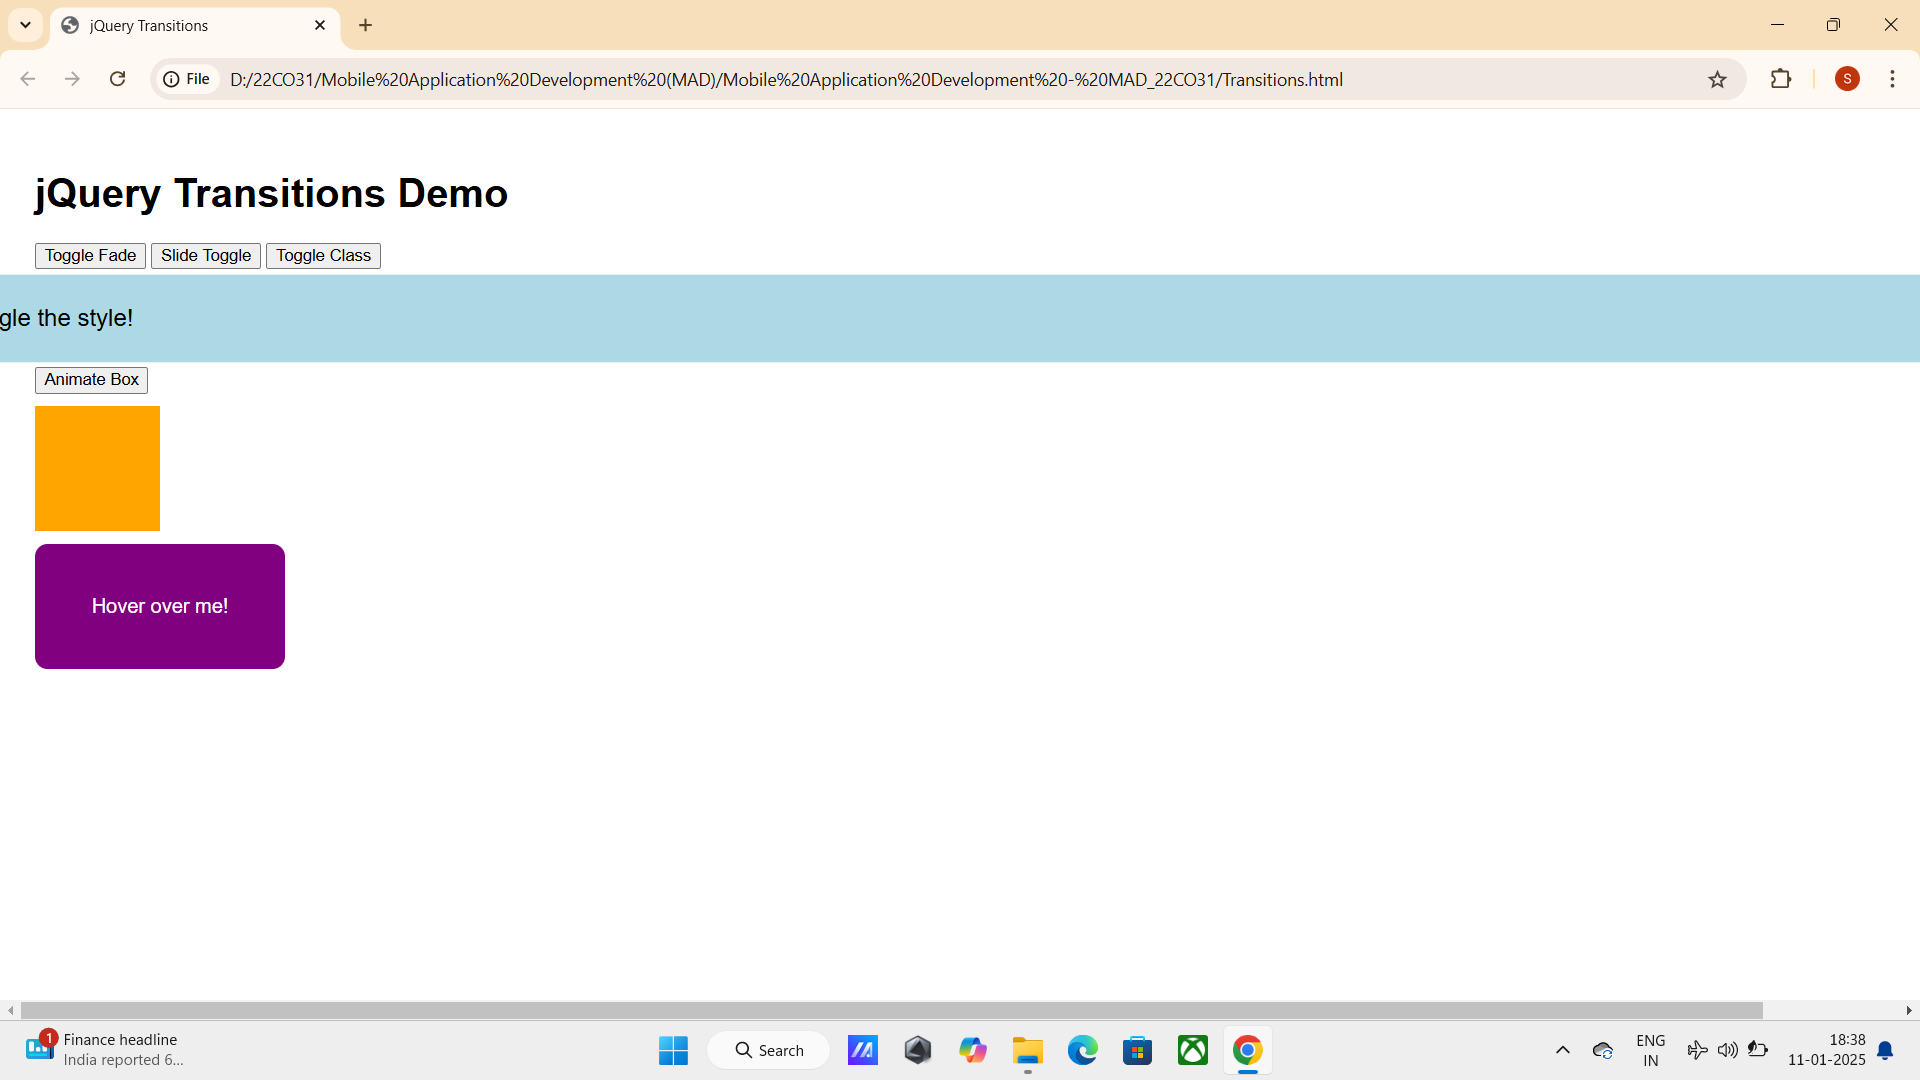 jQuery Transitions
File
D:/22CO31/Mobile%20Application%20Development%20(MAD)/Mobile%20Application%20Development%20-%20MAD_22CO31/Transitions.html
S
jQuery Transitions Demo
Toggle Fade
Slide Toggle
Toggle Class
gle the style!
Animate Box
Hover over me!
1
Finance headline
India reported 6...
Search
ENG
IN
18:38
11-01-2025